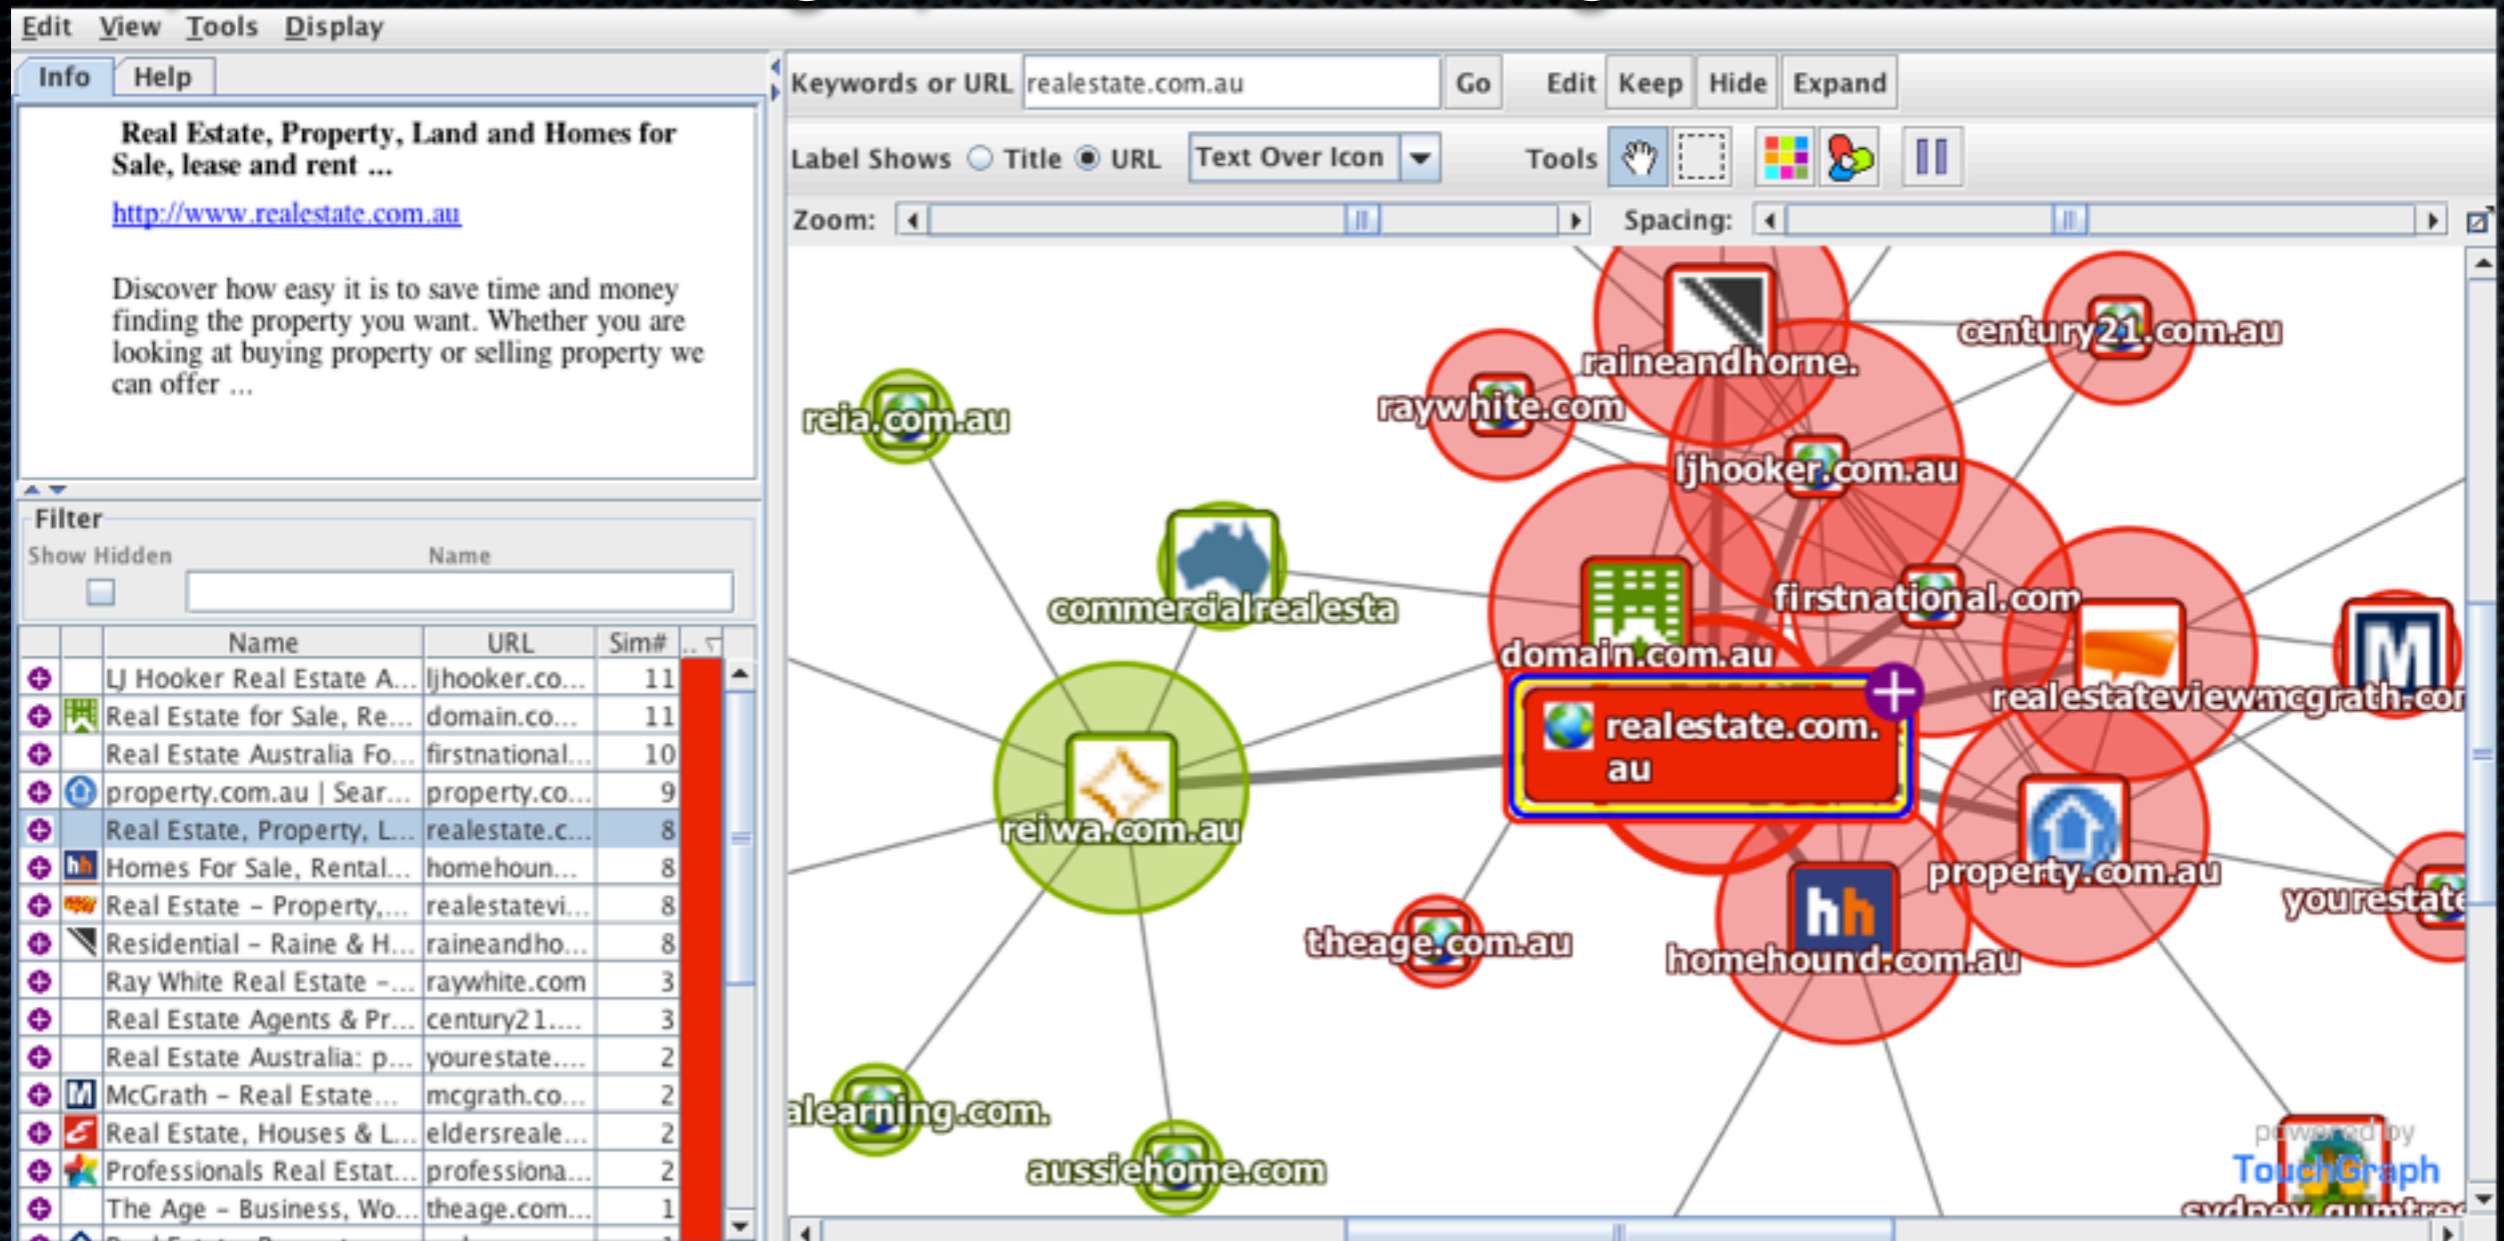 Edit View Tools Display
Info Help
Real Estate, Property, Land and Homes for
Sale, lease and rent ...
http://www.realestate.com.au
Discover how easy it is to save time and money
finding the property you want. Whether you are
looking at buying property or selling property we
can offer ...
Filter
Show Hidden Name
Name URL Sim# ..
LJ Hooker Real Estate A... ljhooker.co... 11
Real Estate for Sale, Re... domain.co... 11
Real Estate Australia Fo... firstnational... 10
property.com.au | Sear... property.co... 9
Real Estate, Property, L... realestate.c... 8
hh Homes For Sale, Rental... homehoun... 8
Real Estate – Property,... realestatevi... 8
Residential – Raine & H... raineandho... 8
Ray White Real Estate –... raywhite.com 3
Real Estate Agents & Pr... century21.... 3
Real Estate Australia: p... yourestate.... 2
M McGrath – Real Estate... mcgrath.co... 2
E Real Estate, Houses & L... eldersreale... 2
Professionals Real Estat... professiona... 2
The Age – Business, Wo... theage.com... 1
Keywords or URL realestate.com.au Go Edit Keep Hide Expand
Label Shows Title URL Text Over Icon Tools
Zoom: Spacing:
century21.com.au
raineandhorne.
raywhite.com
reia.com.au
ljhooker.com.au
firstnational.com
commercialrealesta
M
domain.com.au
realestateview
mcgrath.con
realestate.com.
au
reiwa.com.au
property.com.au
yourestate
hh
theage.com.au
homehound.com.au
alearning.com.
aussiehome.com
powered by
TouchGraph
sydney.gumtree